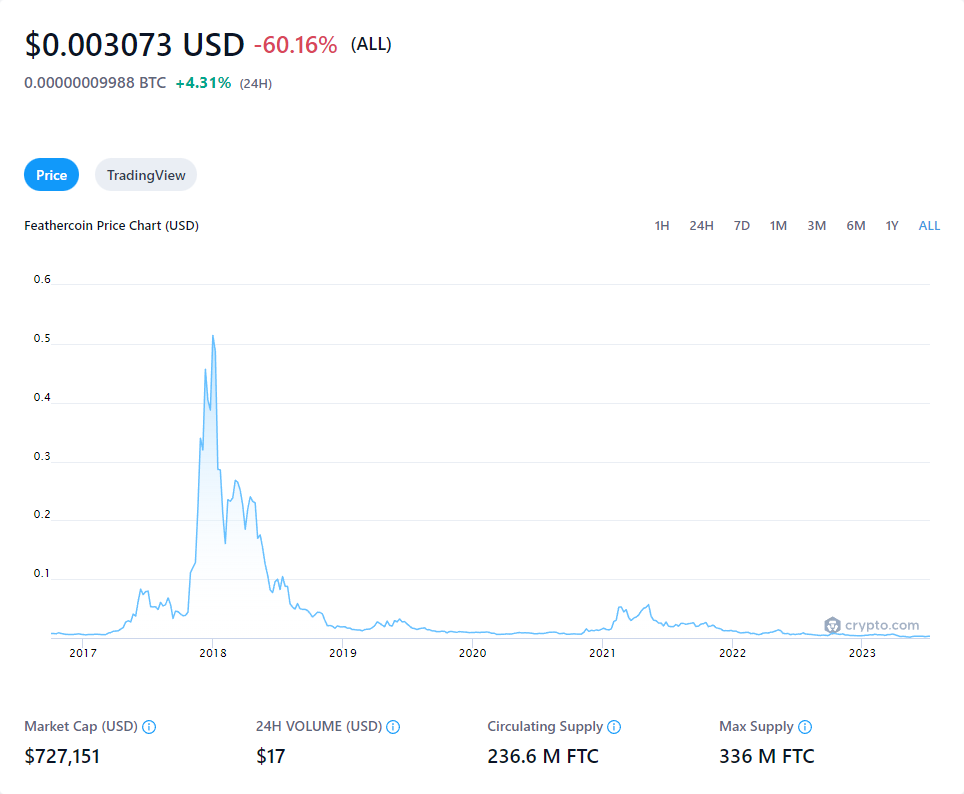 $0.003073 USD -60.16% (ALL)
0.00000009988 BTC +4.31% (24H)
Price TradingView
Feathercoin Price Chart (USD) 1H 24H 7D 1M 3M 6M 1Y ALL
0.6
0.5
0.4
0.3
0.2
0.1
crypto.com
2017 2018 2019 2020 2021 2022 2023
Market Cap (USD) 24H VOLUME (USD) Circulating Supply Max Supply
$727,151 $17 236.6 M FTC 336 M FTC